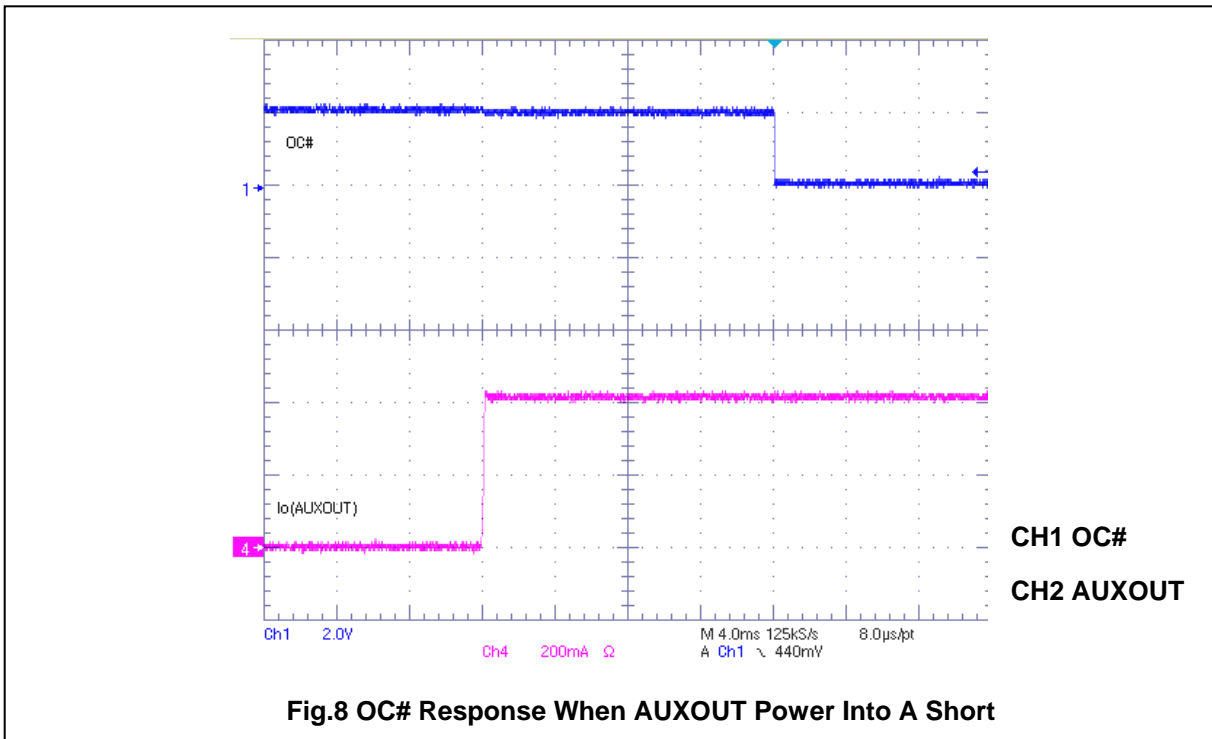 OC#
1
Io(AUXOUT)
4
CH1 OC#
CH2 AUXOUT
Ch1 2.0V M 4.0ms 125kS/s 8.0µs/pt
Ch4 200mA Ω A Ch1 \ 440mV
Fig.8 OC# Response When AUXOUT Power Into A Short